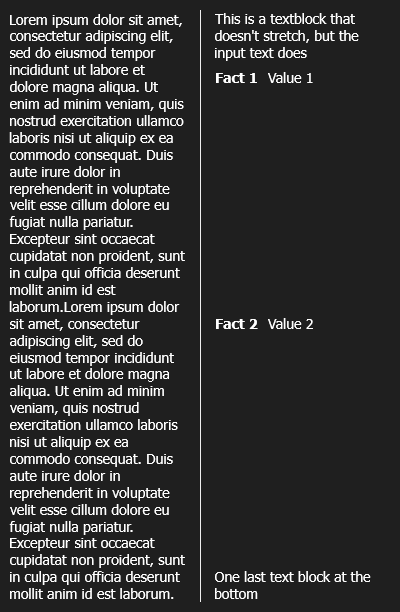 Lorem ipsum dolor sit amet,
consectetur adipiscing elit,
sed do eiusmod tempor
incididunt ut labore et
dolore magna aliqua. Ut
enim ad minim veniam, quis
nostrud exercitation ullamco
laboris nisi ut aliquip ex ea
commodo consequat. Duis
aute irure dolor in
reprehenderit in voluptate
velit esse cillum dolore eu
fugiat nulla pariatur.
Excepteur sint occaecat
cupidatat non proident, sunt
in culpa qui officia deserunt
mollit anim id est
laborum.Lorem ipsum dolor
sit amet, consectetur
adipiscing elit, sed do
eiusmod tempor incididunt
ut labore et dolore magna
aliqua. Ut enim ad minim
veniam, quis nostrud
exercitation ullamco laboris
nisi ut aliquip ex ea
commodo consequat. Duis
aute irure dolor in
reprehenderit in voluptate
velit esse cillum dolore eu
fugiat nulla pariatur.
Excepteur sint occaecat
cupidatat non proident, sunt
in culpa qui officia deserunt
mollit anim id est laborum.
This is a textblock that
doesn't stretch, but the
input text does
Fact 1 Value 1
Fact 2 Value 2
One last text block at the
bottom